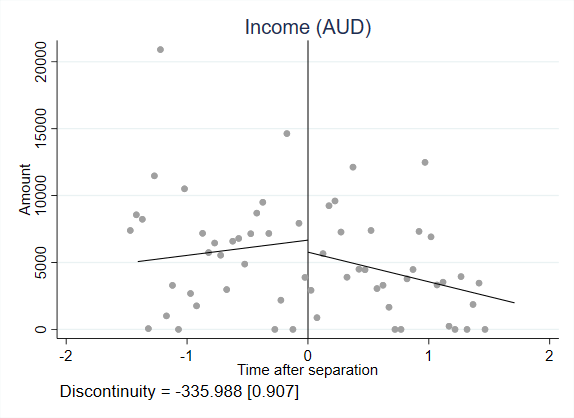 Income (AUD)
Amount
20000
15000
10000
5000
0
-2 -1 0 1 2
Time after separation
Discontinuity = -335.988 [0.907]